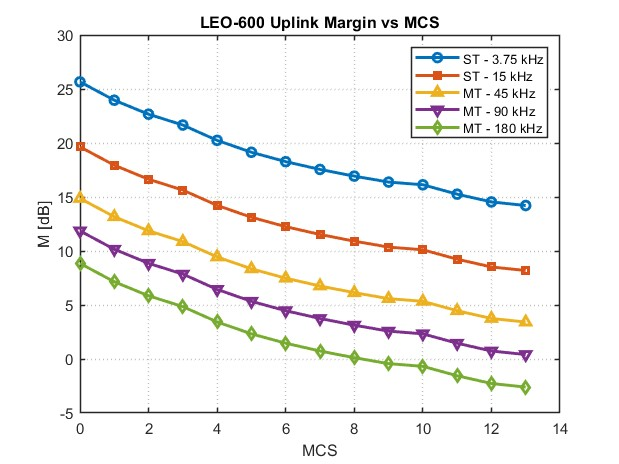 LEO-600 Uplink Margin vs MCS
30
25
20
15
10
5
0
-5
M [dB]
ST - 3.75 kHz
ST - 15 kHz
MT - 45 kHz
MT - 90 kHz
MT - 180 kHz
0 2 4 6 8 10 12 14
MCS